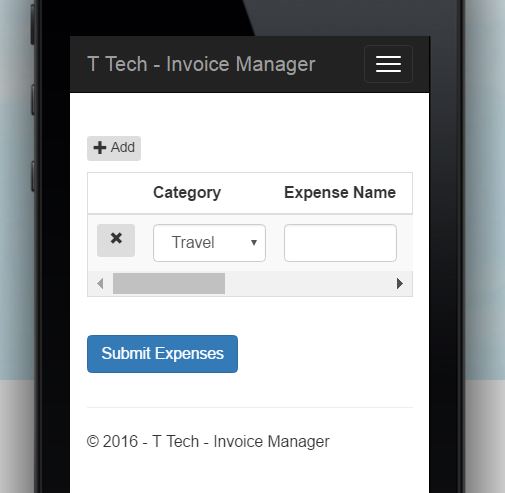 T Tech - Invoice Manager
Add
Category Expense Name
Travel
Submit Expenses
© 2016 - T Tech - Invoice Manager